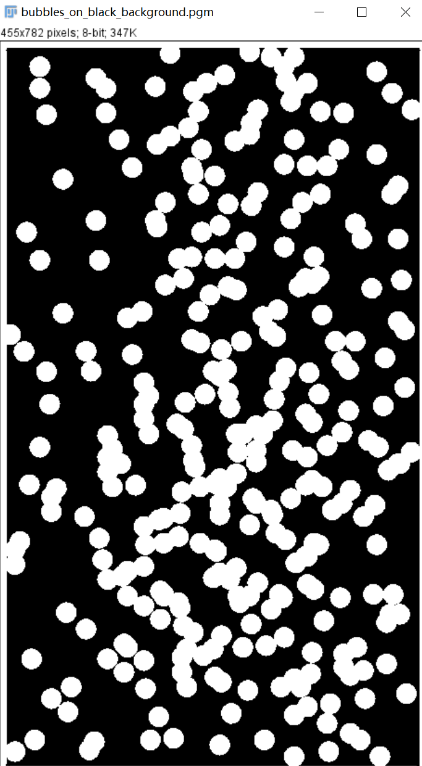 bubbles_on_black_background.pgm
455x782 pixels; 8-bit; 347K